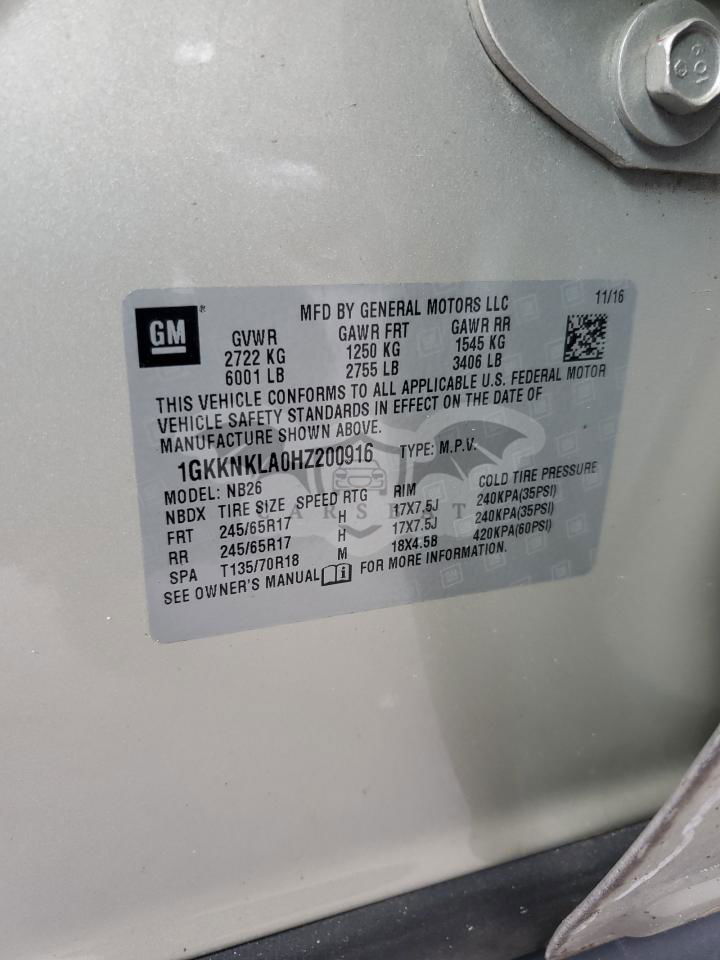 GM®
MFD BY GENERAL MOTORS LLC 11/16
GVWR GAWR FRT GAWR RR
2722 KG 1250 KG 1545 KG
6001 LB 2755 LB 3406 LB
THIS VEHICLE CONFORMS TO ALL APPLICABLE U.S. FEDERAL MOTOR
VEHICLE SAFETY STANDARDS IN EFFECT ON THE DATE OF
MANUFACTURE SHOWN ABOVE.
1GKKNKLA0HZ200916 TYPE: M.P.V.
MODEL: NB26
NBDX TIRE SIZE SPEED RTG RIM COLD TIRE PRESSURE
FRT 245/65R17 H 17X7.5J 240KPA(35PSI)
RR 245/65R17 H 17X7.5J 240KPA(35PSI)
SPA T135/70R18 M 18X4.5B 420KPA(60PSI)
SEE OWNER'S MANUAL FOR MORE INFORMATION.